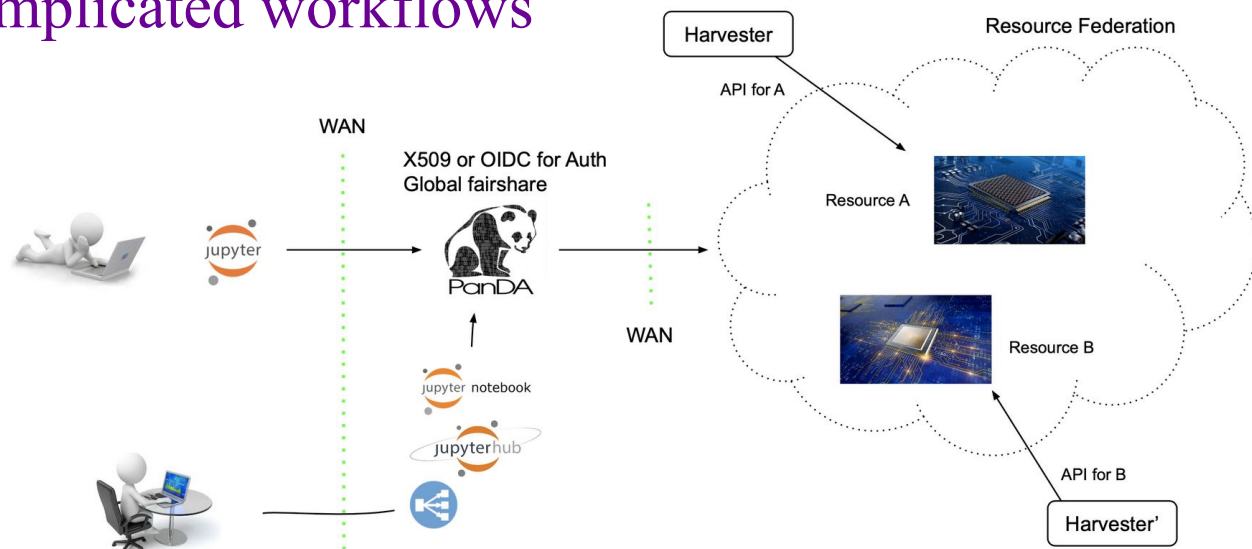 mplicated workflows
Harvester
Resource Federation
API for A
WAN
X509 or OIDC for Auth
Global fairshare
Resource A
jupyter
PanDA
WAN
Resource B
jupyter notebook
jupyterhub
API for B
Harvester’